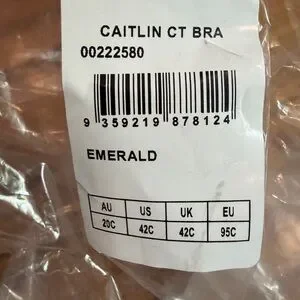 CAITLIN CT BRA
00222580
9 359219 878124
EMERALD
AU US UK EU
20C 42C 42C 95C